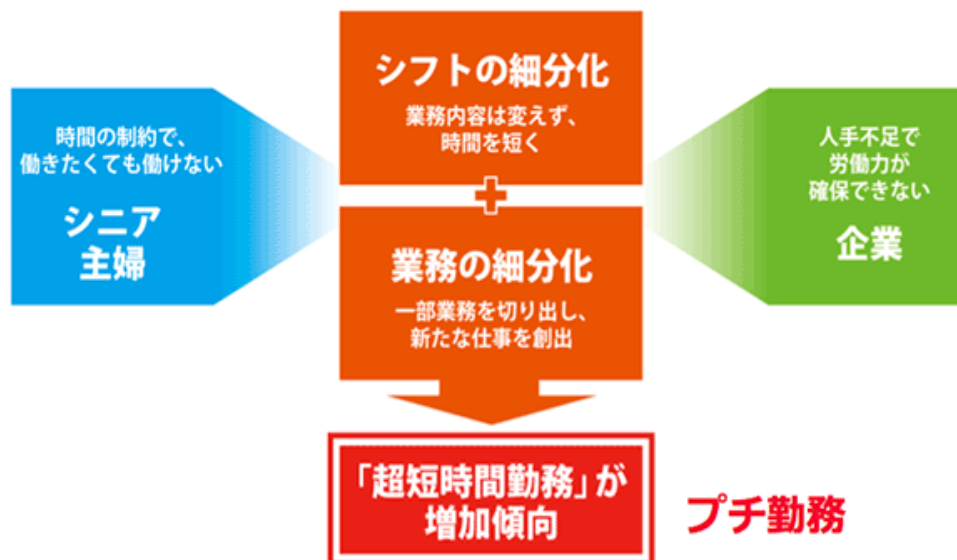 シフトの細分化
業務内容は変えず、
時間を短く
時間の制約で、
働きたくても働けない
シニア
主婦
人手不足で
労働力が
確保できない
企業
業務の細分化
一部業務を切り出し、
新たな仕事を創出
「超短時間勤務」が
増加傾向
プチ勤務